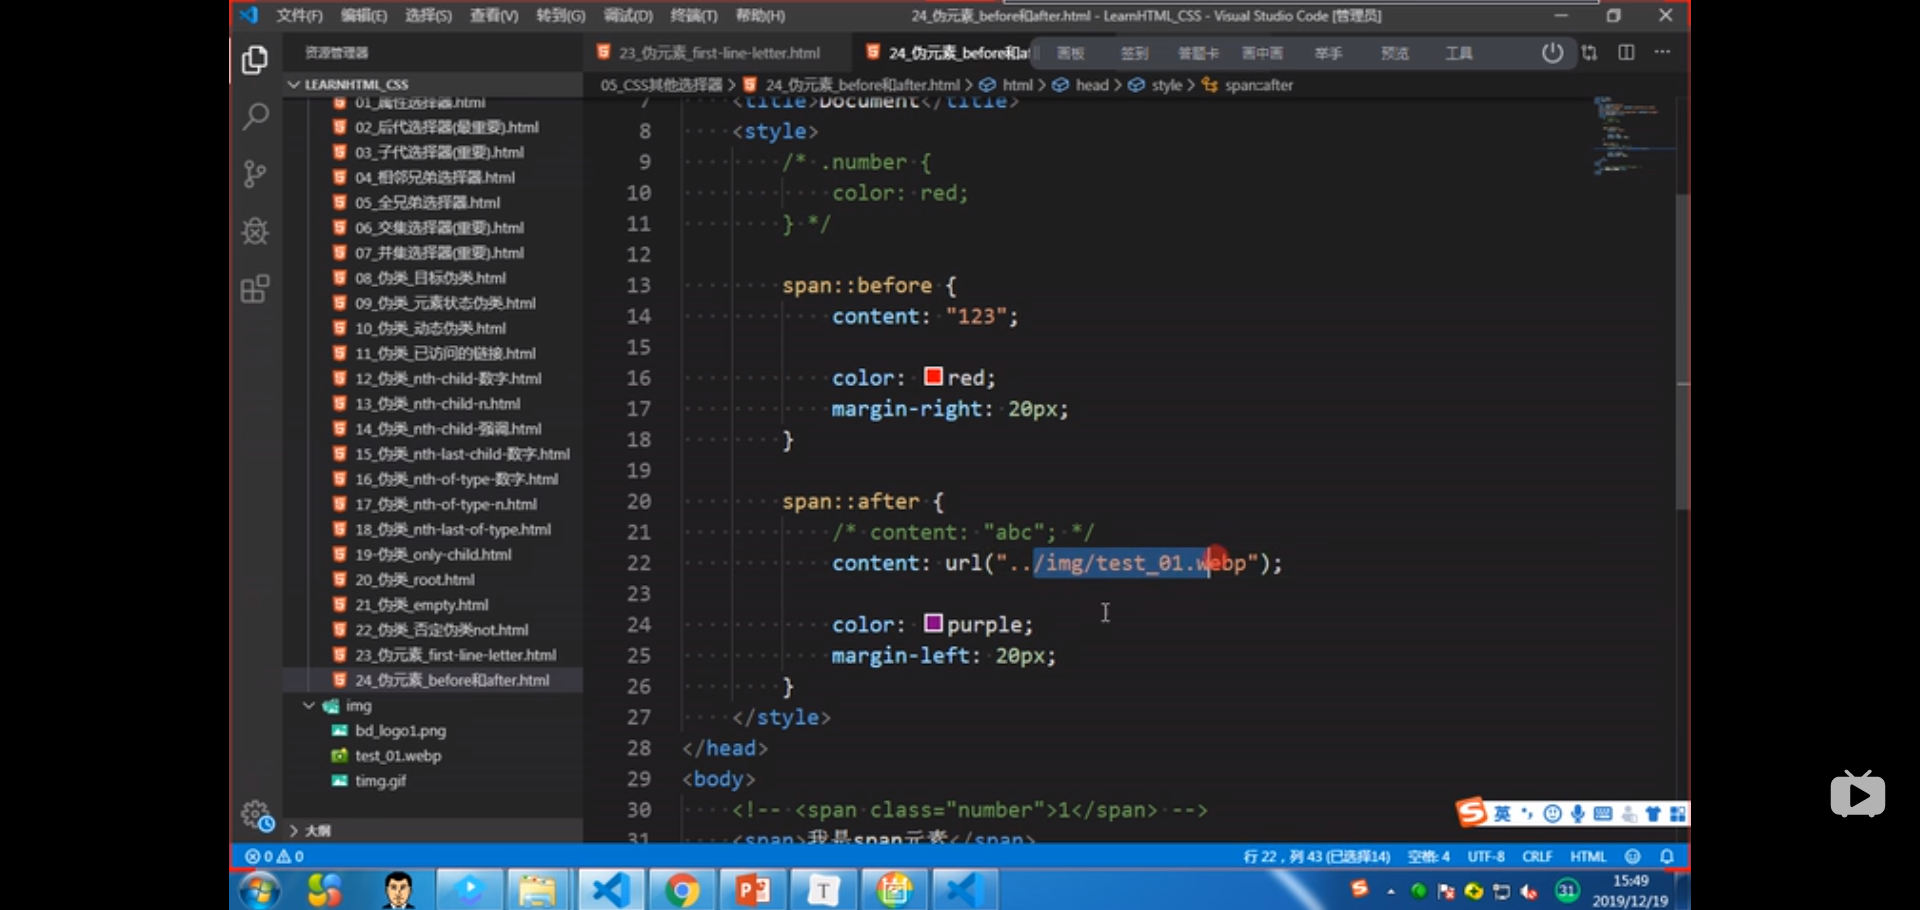 文件(F) 编辑(E) 选择(S) 查看(V) 转到(G) 调试(D) 终端(T) 帮助(H) 24_伪元素_before和after.html - LearnHTML_CSS - Visual Studio Code [管理员]
资源管理器
23_伪元素_first-line-letter.html
24_伪元素_before和af
画板 签到 答题卡 画中画 举手 预览 工具
LEARNHTML_CSS
05_CSS其他选择器 > 24_伪元素_before和after.html > html > head > style > span::after
01_属性选择器.html
02_后代选择器(最重要).html
03_子代选择器(重要).html
04_相邻兄弟选择器.html
05_全兄弟选择器.html
06_交集选择器(重要).html
07_并集选择器(重要).html
08_伪类_目标伪类.html
09_伪类_元素状态伪类.html
10_伪类_动态伪类.html
11_伪类_已访问的链接.html
12_伪类_nth-child-数字.html
13_伪类_nth-child-n.html
14_伪类_nth-child-强调.html
15_伪类_nth-last-child-数字.html
16_伪类_nth-of-type-数字.html
17_伪类_nth-of-type-n.html
18_伪类_nth-last-of-type.html
19-伪类_only-child.html
20_伪类_root.html
21_伪类_empty.html
22_伪类_否定伪类not.html
23_伪元素_first-line-letter.html
24_伪元素_before和after.html
img
bd_logo1.png
test_01.webp
timg.gif
大纲
7 <title>Document</title>
8 <style>
9 /* .number {
10 color: red;
11 } */
12
13 span::before {
14 content: "123";
15
16 color: red;
17 margin-right: 20px;
18 }
19
20 span::after {
21 /* content: "abc"; */
22 content: url("../img/test_01.webp");
23
24 color: purple;
25 margin-left: 20px;
26 }
27 </style>
28 </head>
29 <body>
30 <!-- <span class="number">1</span> -->
31 <span>我是span元素</span>
英
0 0 行 22，列 43 (已选择14) 空格: 4 UTF-8 CRLF HTML
31
15:49
2019/12/19